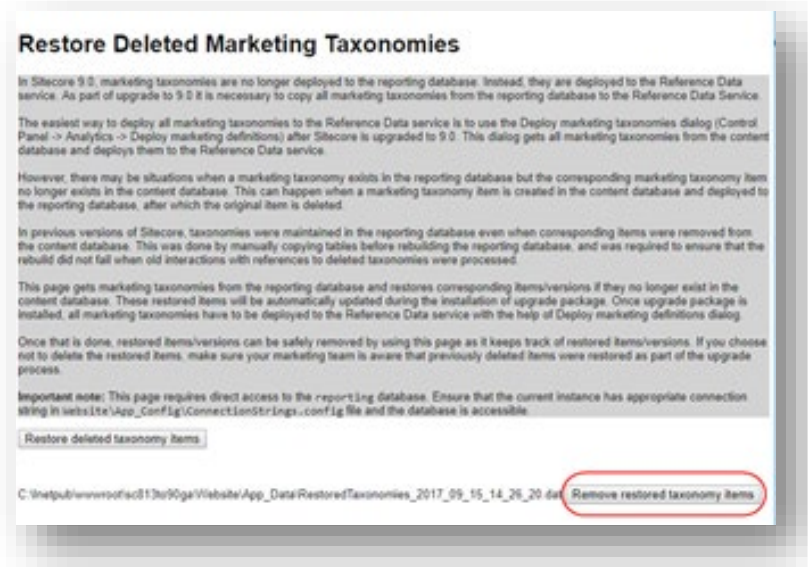 Restore Deleted Marketing Taxonomies
In Sitecore 9.0, marketing taxonomies are no longer deployed to the reporting database. Instead, they are deployed to the Reference Data
service. As part of upgrade to 9.0 it is necessary to copy all marketing taxonomies from the reporting database to the Reference Data Service.
The easiest way to deploy all marketing taxonomies to the Reference Data service is to use the Deploy marketing taxonomies dialog (Control
Panel -> Analytics -> Deploy marketing definitions) after Sitecore is upgraded to 9.0. This dialog gets all marketing taxonomies from the content
database and deploys them to the Reference Data service.
However, there may be situations when a marketing taxonomy exists in the reporting database but the corresponding marketing taxonomy item
no longer exists in the content database. This can happen when a marketing taxonomy item is created in the content database and deployed to
the reporting database, after which the original item is deleted.
In previous versions of Sitecore, taxonomies were maintained in the reporting database even when corresponding items were removed from
the content database. This was done by manually copying tables before rebuilding the reporting database, and was required to ensure that the
rebuild did not fail when old interactions with references to deleted taxonomies were processed.
This page gets marketing taxonomies from the reporting database and restores corresponding items/versions if they no longer exist in the
content database. These restored items will be automatically updated during the installation of upgrade package. Once upgrade package is
installed, all marketing taxonomies have to be deployed to the Reference Data service with the help of Deploy marketing definitions dialog.
Once that is done, restored items/versions can be safely removed by using this page as it keeps track of restored items/versions. If you choose
not to delete the restored items, make sure your marketing team is aware that previously deleted items were restored as part of the upgrade
process.
Important note: This page requires direct access to the reporting database. Ensure that the current instance has appropriate connection
string in website\App_Config\ConnectionStrings.config file and the database is accessible.
Restore deleted taxonomy items
C:\inetpub\wwwroot\sc813to90ga\Website\App_Data\RestoredTaxonomies_2017_09_15_14_26_20.dat Remove restored taxonomy items